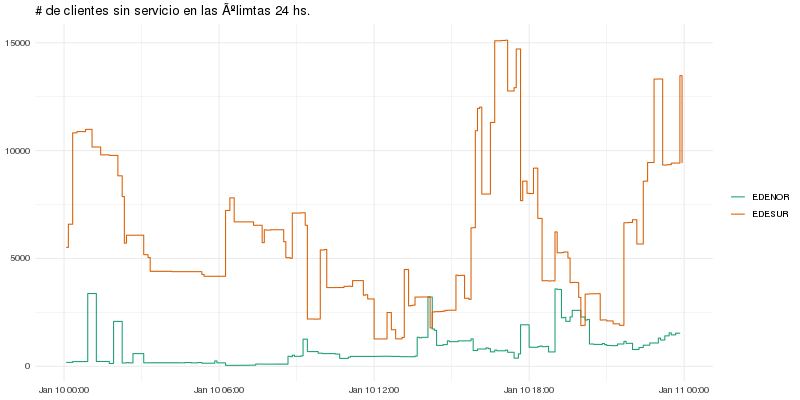 # de clientes sin servicio en las Ãºlimtas 24 hs.
15000
10000
5000
0
Jan 10 00:00
Jan 10 06:00
Jan 10 12:00
Jan 10 18:00
Jan 11 00:00
EDENOR
EDESUR